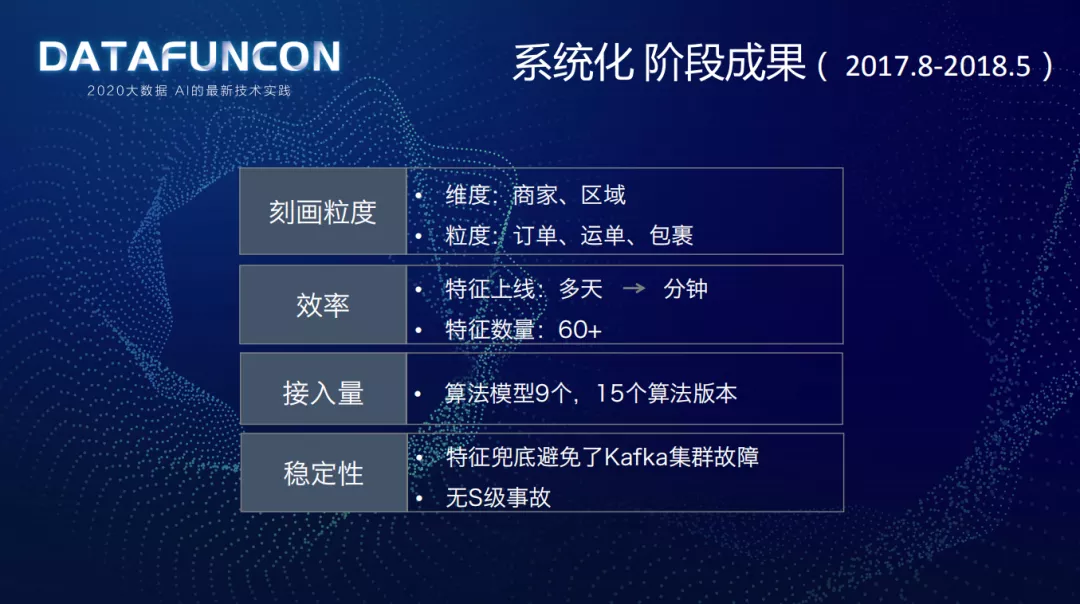 DATAFUNCON
2020大数据 AI的最新技术实践
系统化 阶段成果（ 2017.8-2018.5 ）
刻画粒度
• 维度：商家、区域
• 粒度：订单、运单、包裹
效率
• 特征上线：多天 → 分钟
• 特征数量：60+
接入量
• 算法模型9个，15个算法版本
稳定性
• 特征兜底避免了Kafka集群故障
• 无S级事故